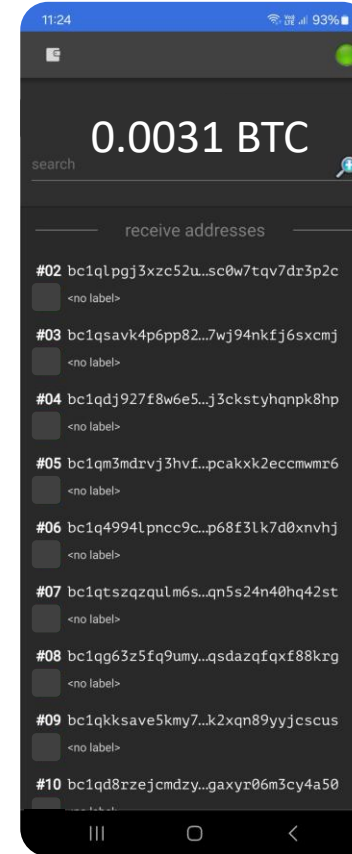 11:24
93%
0.0031 BTC
search
receive addresses
#02 bc1qlpgj3xzc52u...sc0w7tqv7dr3p2c
<no label>
#03 bc1qsavk4p6pp82...7wj94nkfj6sxcmj
<no label>
#04 bc1qdj927f8w6e5...j3ckstyhqnpk8hp
<no label>
#05 bc1qm3mdrvj3hvf...pcakxk2eccmwmr6
<no label>
#06 bc1q4994lpncc9c...p68f3lk7d0xnvhj
<no label>
#07 bc1qtszqzqulm6s...qn5s24n40hq42st
<no label>
#08 bc1qg63z5fq9umy...qsdazqfqxf88krg
<no label>
#09 bc1qkksave5kmy7...k2xqn89yyjcscus
<no label>
#10 bc1qd8rzejcmdzy...gaxyr06m3cy4a50